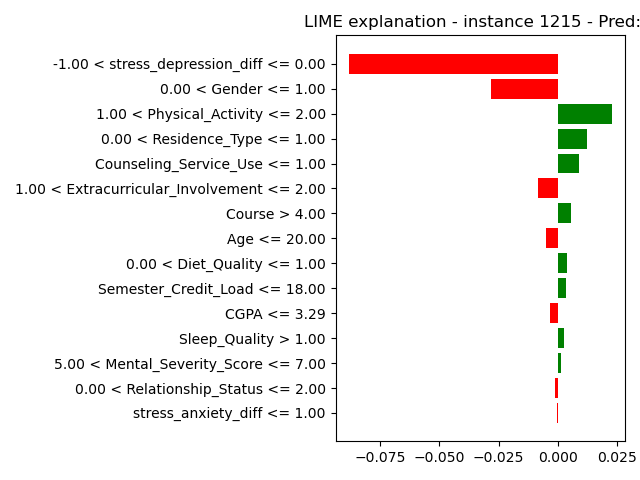 LIME explanation - instance 1215 - Pred:
-1.00 < stress_depression_diff <= 0.00
0.00 < Gender <= 1.00
1.00 < Physical_Activity <= 2.00
0.00 < Residence_Type <= 1.00
Counseling_Service_Use <= 1.00
1.00 < Extracurricular_Involvement <= 2.00
Course > 4.00
Age <= 20.00
0.00 < Diet_Quality <= 1.00
Semester_Credit_Load <= 18.00
CGPA <= 3.29
Sleep_Quality > 1.00
5.00 < Mental_Severity_Score <= 7.00
0.00 < Relationship_Status <= 2.00
stress_anxiety_diff <= 1.00
−0.075 −0.050 −0.025 0.000 0.025